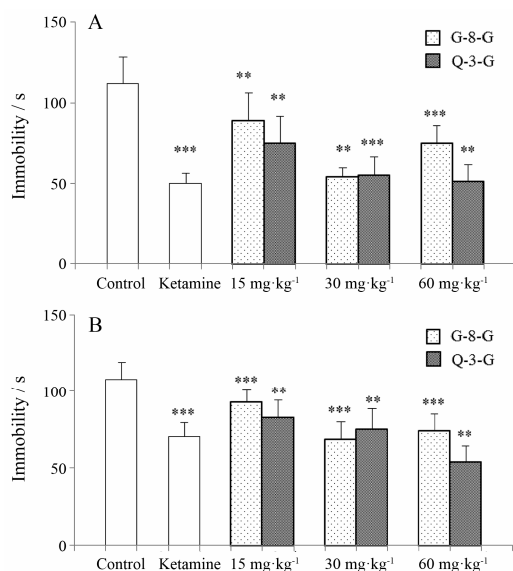 A
G-8-G
Q-3-G
Immobility / s
150
100
50
0
***
**
**
**
***
***
**
Control Ketamine 15 mg·kg⁻¹ 30 mg·kg⁻¹ 60 mg·kg⁻¹
B
G-8-G
Q-3-G
Immobility / s
150
100
50
0
***
***
**
***
**
***
**
Control Ketamine 15 mg·kg⁻¹ 30 mg·kg⁻¹ 60 mg·kg⁻¹